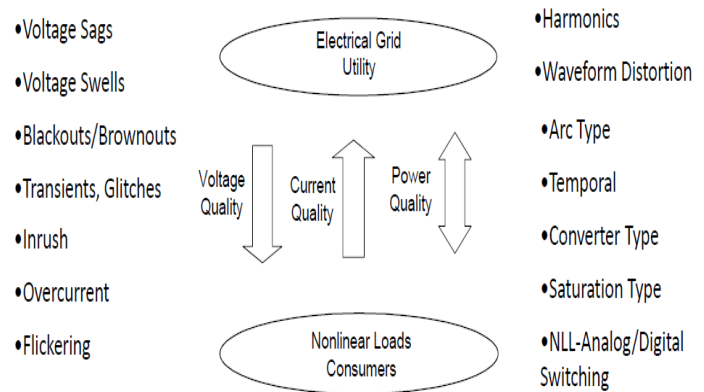 •Voltage Sags
•Voltage Swells
•Blackouts/Brownouts
•Transients, Glitches
•Inrush
•Overcurrent
•Flickering
Electrical Grid
Utility
Voltage
Quality
Current
Quality
Power
Quality
Nonlinear Loads
Consumers
•Harmonics
•Waveform Distortion
•Arc Type
•Temporal
•Converter Type
•Saturation Type
•NLL-Analog/Digital
Switching